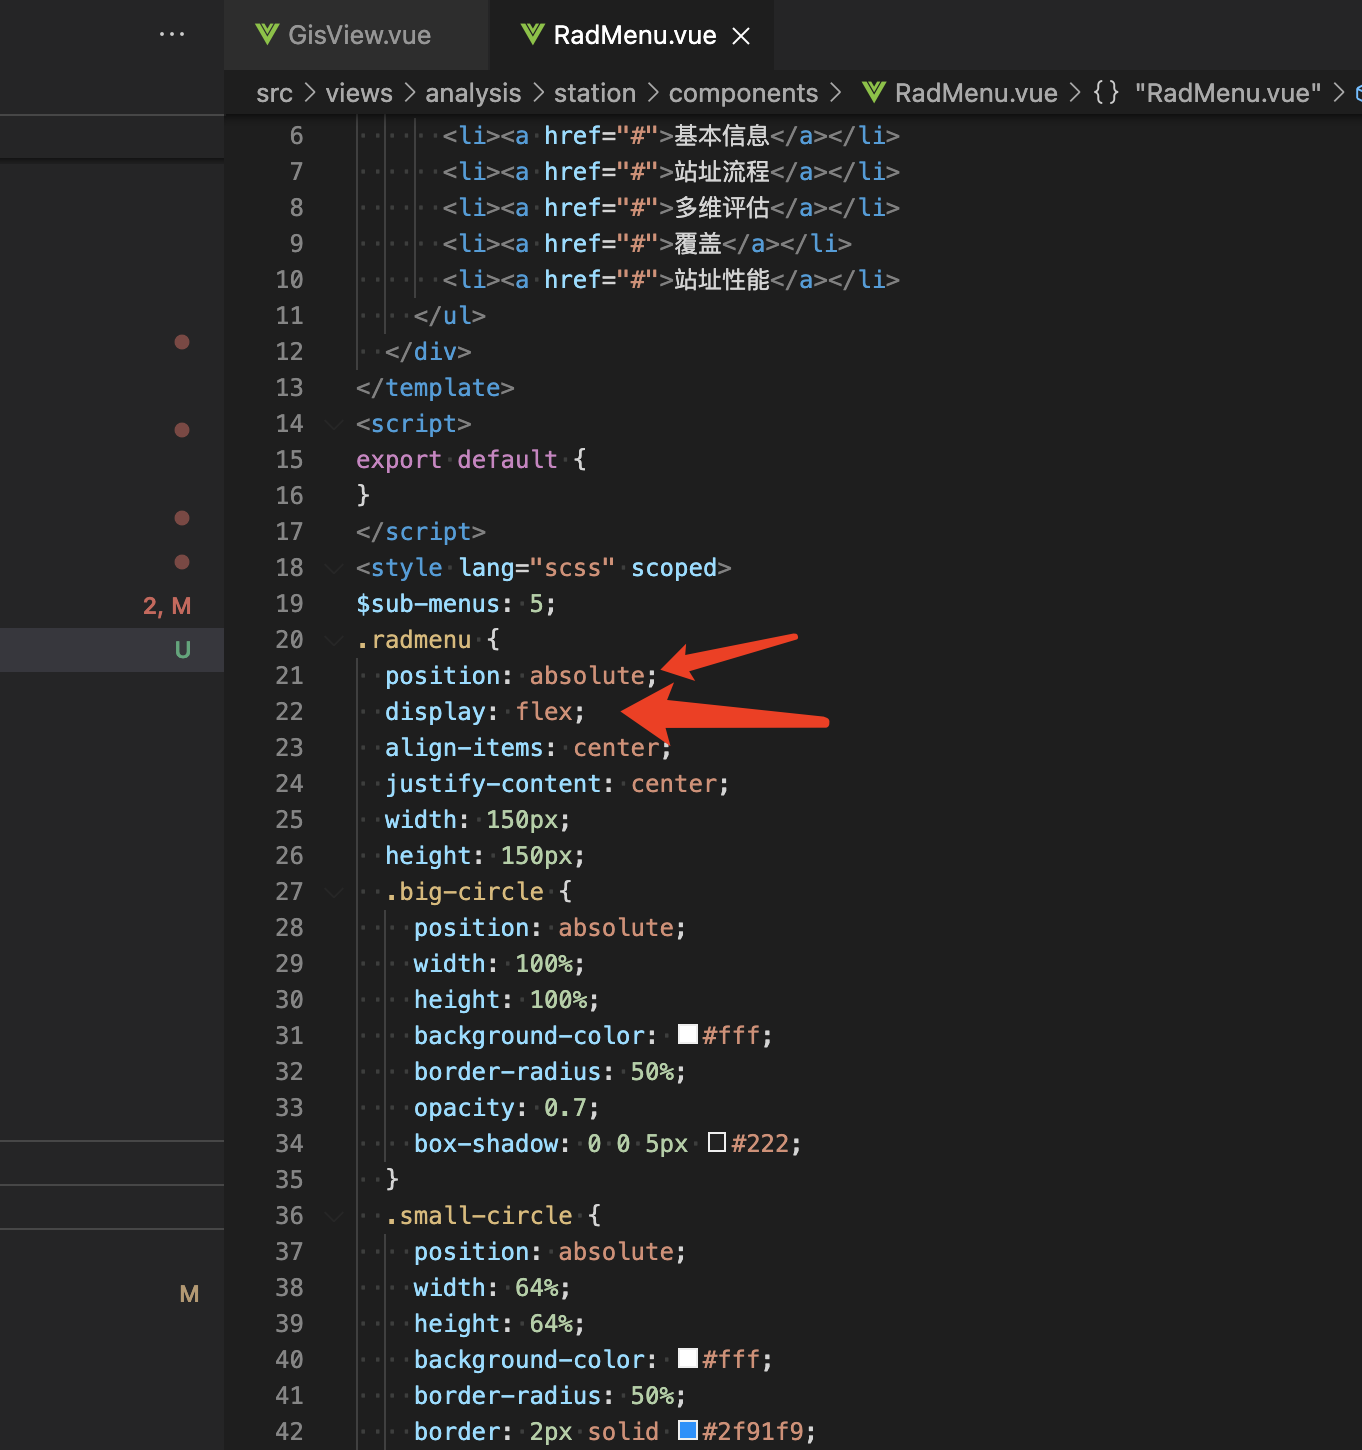 ··· GisView.vue RadMenu.vue ×
src > views > analysis > station > components > RadMenu.vue > {} "RadMenu.vue" >
6 <li><a href="#">基本信息</a></li>
7 <li><a href="#">站址流程</a></li>
8 <li><a href="#">多维评估</a></li>
9 <li><a href="#">覆盖</a></li>
10 <li><a href="#">站址性能</a></li>
11 </ul>
12 </div>
13 </template>
14 <script>
15 export default {
16 }
17 </script>
18 <style lang="scss" scoped>
2, M 19 $sub-menus: 5;
20 .radmenu {
U 21 position: absolute;
22 display: flex;
23 align-items: center;
24 justify-content: center;
25 width: 150px;
26 height: 150px;
27 .big-circle {
28 position: absolute;
29 width: 100%;
30 height: 100%;
31 background-color: #fff;
32 border-radius: 50%;
33 opacity: 0.7;
34 box-shadow: 0 0 5px #222;
35 }
36 .small-circle {
37 position: absolute;
M 38 width: 64%;
39 height: 64%;
40 background-color: #fff;
41 border-radius: 50%;
42 border: 2px solid #2f91f9;